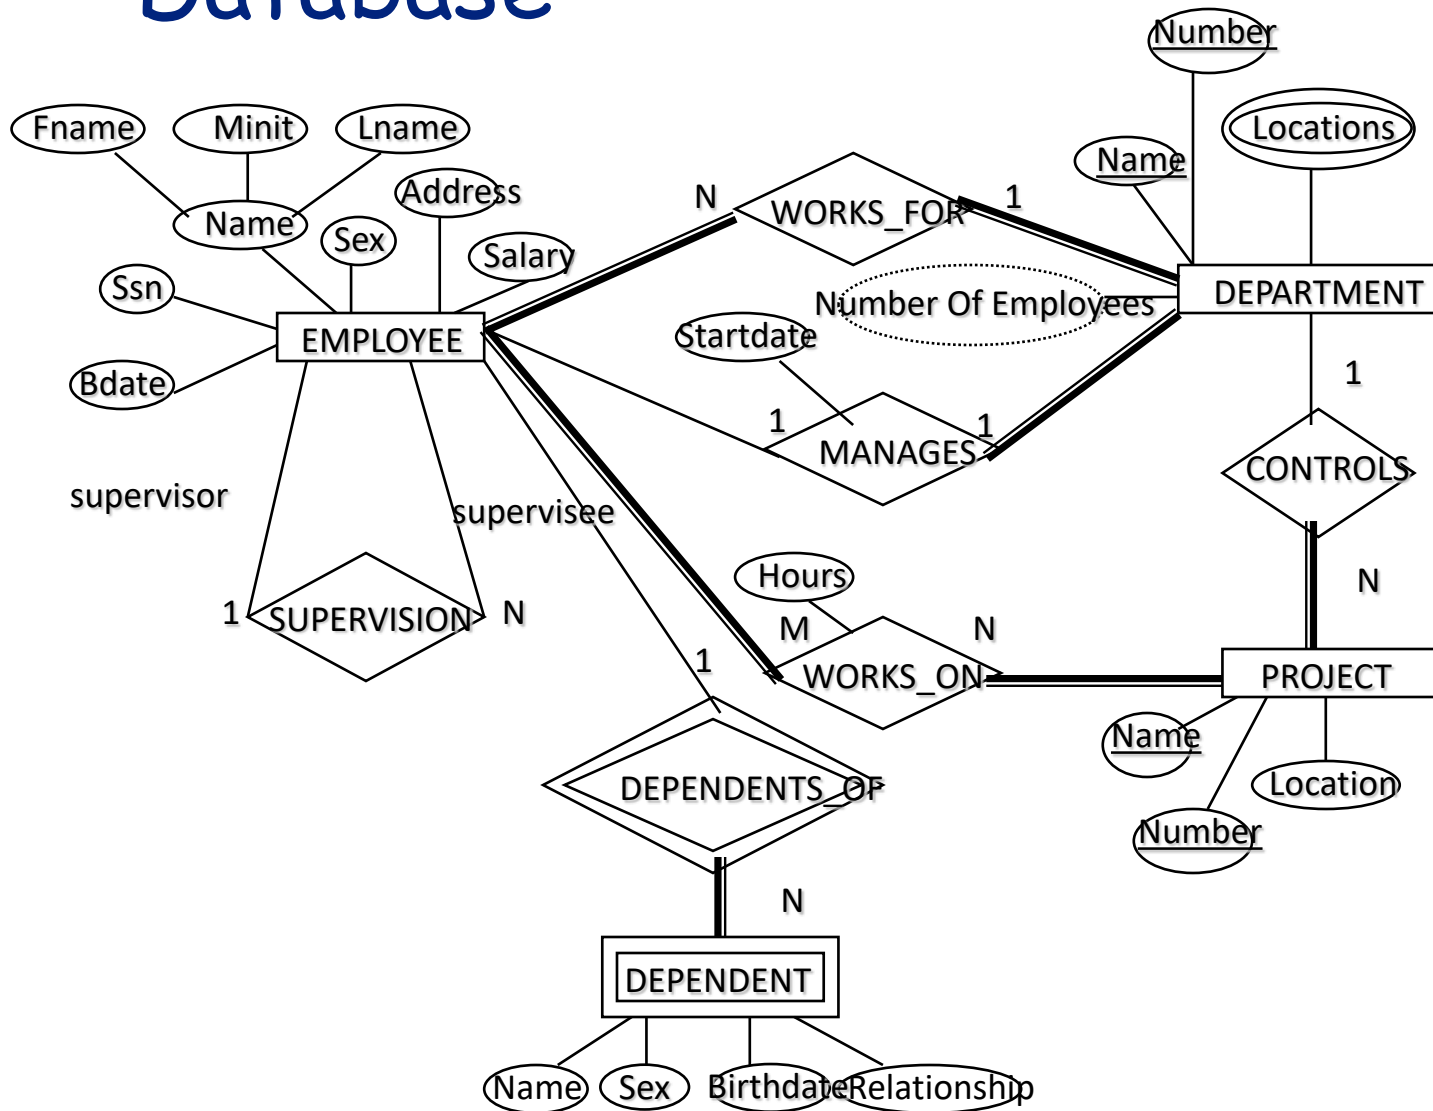 Database
Number
Fname
Minit
Lname
Locations
Name
Address
N
WORKS_FOR
1
Name
Sex
Salary
Ssn
Number Of Employees
DEPARTMENT
Startdate
EMPLOYEE
Bdate
1
1
1
MANAGES
CONTROLS
supervisor
supervisee
Hours
N
1
SUPERVISION
N
M
N
1
WORKS_ON
PROJECT
Name
Location
DEPENDENTS_OF
Number
N
DEPENDENT
Name
Sex
Birthdate
Relationship